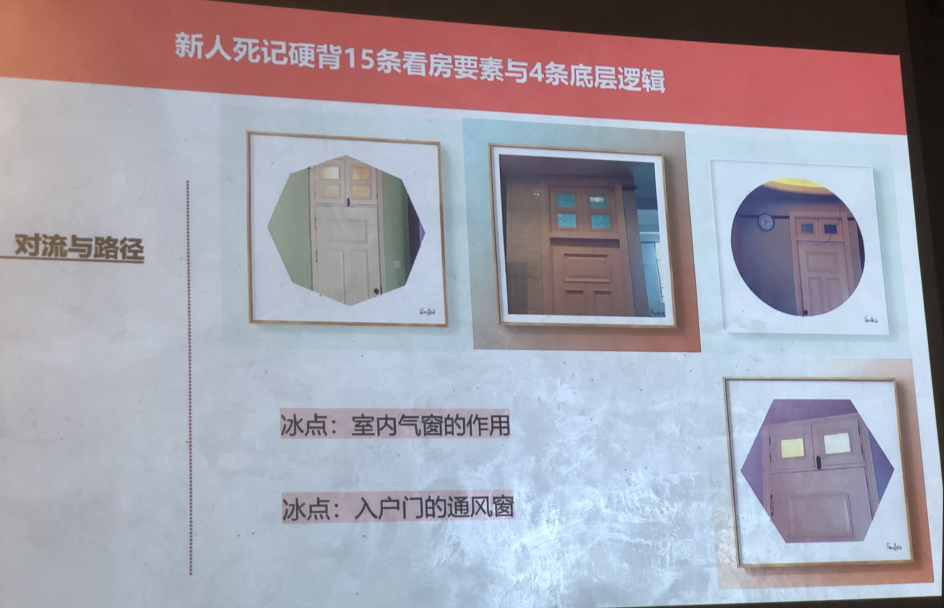 新人死记硬背15条看房要素与4条底层逻辑
对流与路径
冰点：室内气窗的作用
冰点：入户门的通风窗